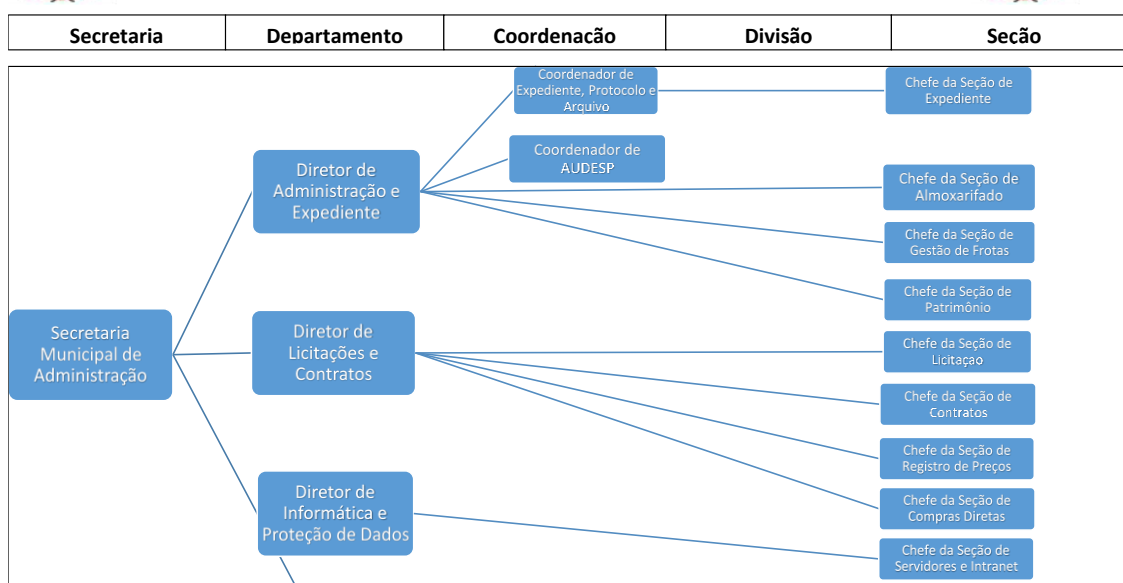 Secretaria
Departamento
Coordenação
Divisão
Seção
Coordenador de
Expediente, Protocolo e
Arquivo
Chefe da Seção de
Expediente
Coordenador de
AUDESP
Diretor de
Administração e
Expediente
Chefe da Seção de
Almoxarifado
Chefe da Seção de
Gestão de Frotas
Chefe da Seção de
Patrimônio
Secretaria
Municipal de
Administração
Diretor de
Licitações e
Contratos
Chefe da Seção de
Licitaçao
Chefe da Seção de
Contratos
Chefe da Seção de
Registro de Preços
Chefe da Seção de
Compras Diretas
Diretor de
Informática e
Proteção de Dados
Chefe da Seção de
Servidores e Intranet